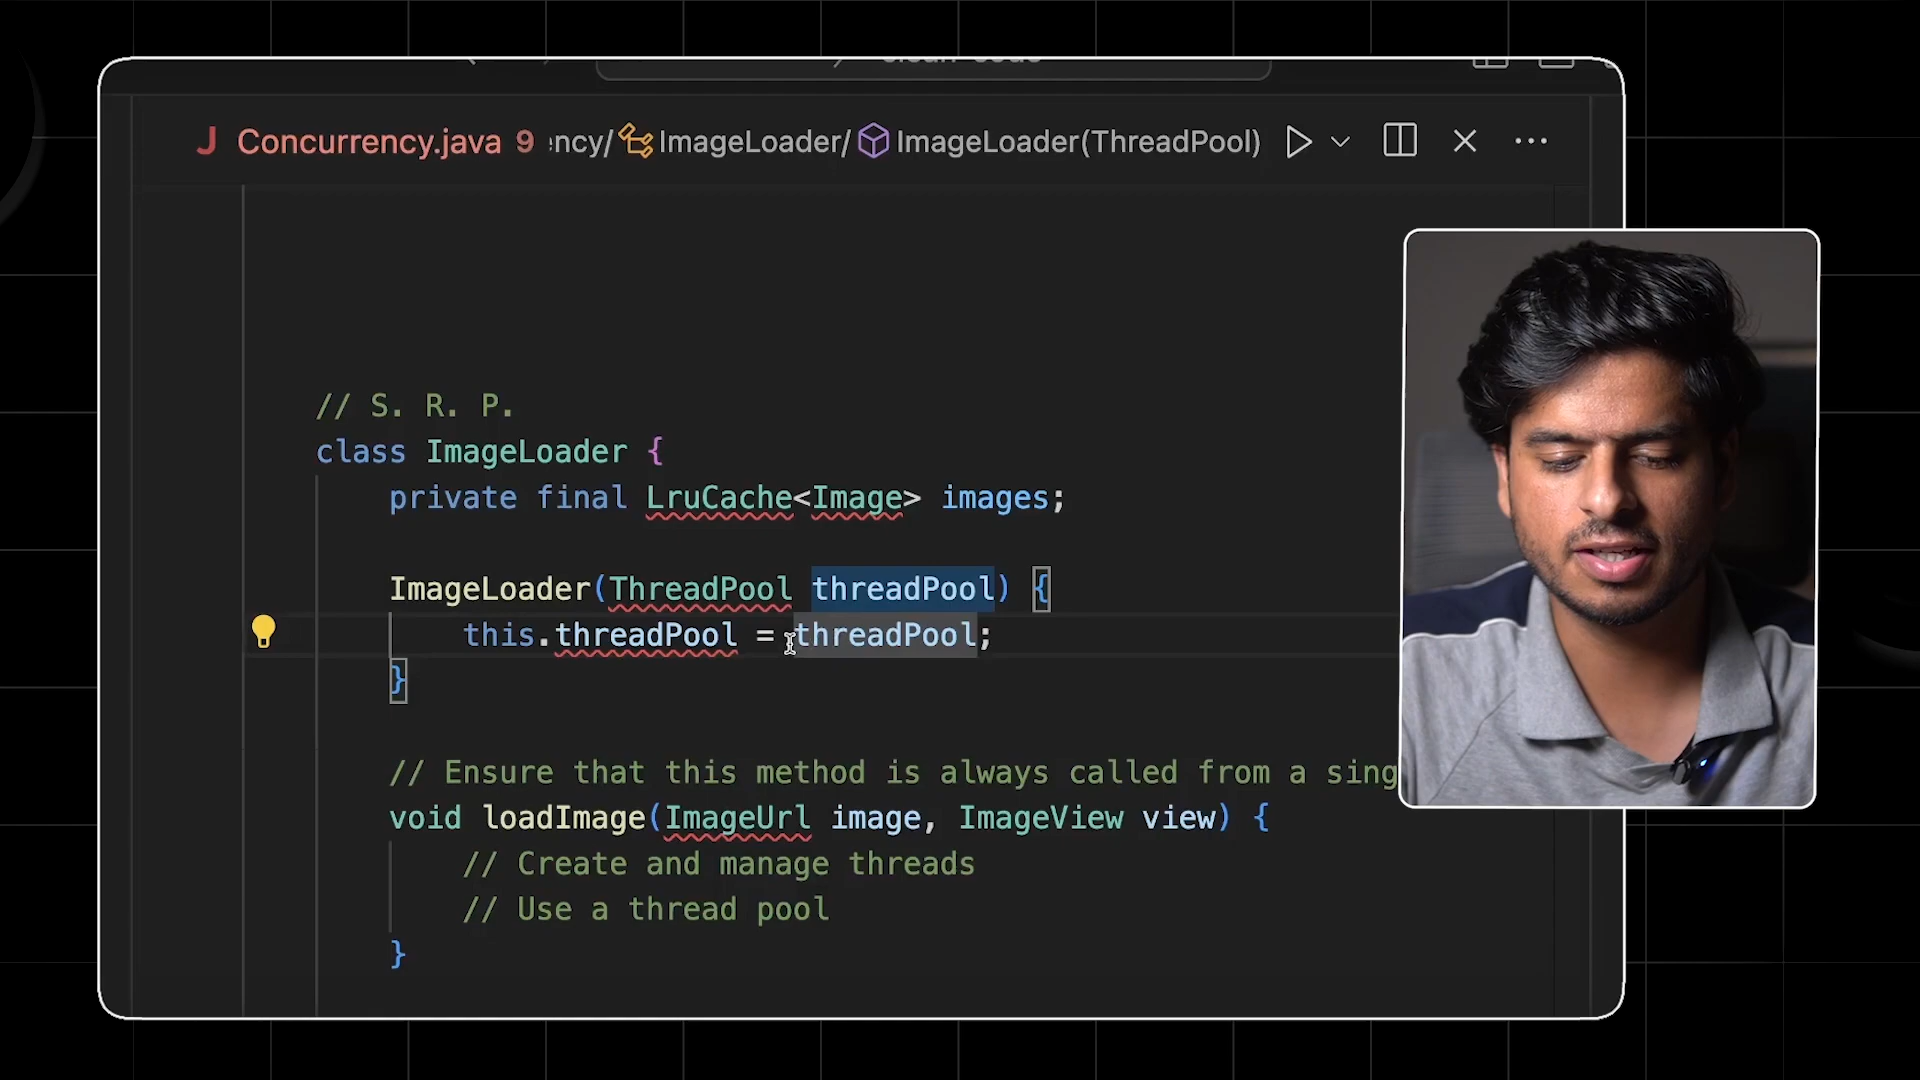 Concurrency.java 9 ency/ ImageLoader/ ImageLoader(ThreadPool)
// S. R. P.
class ImageLoader {
private final LruCache<Image> images;
ImageLoader(ThreadPool threadPool) {
this.threadPool = threadPool;
}
// Ensure that this method is always called from a sing
void loadImage(ImageUrl image, ImageView view) {
// Create and manage threads
// Use a thread pool
}